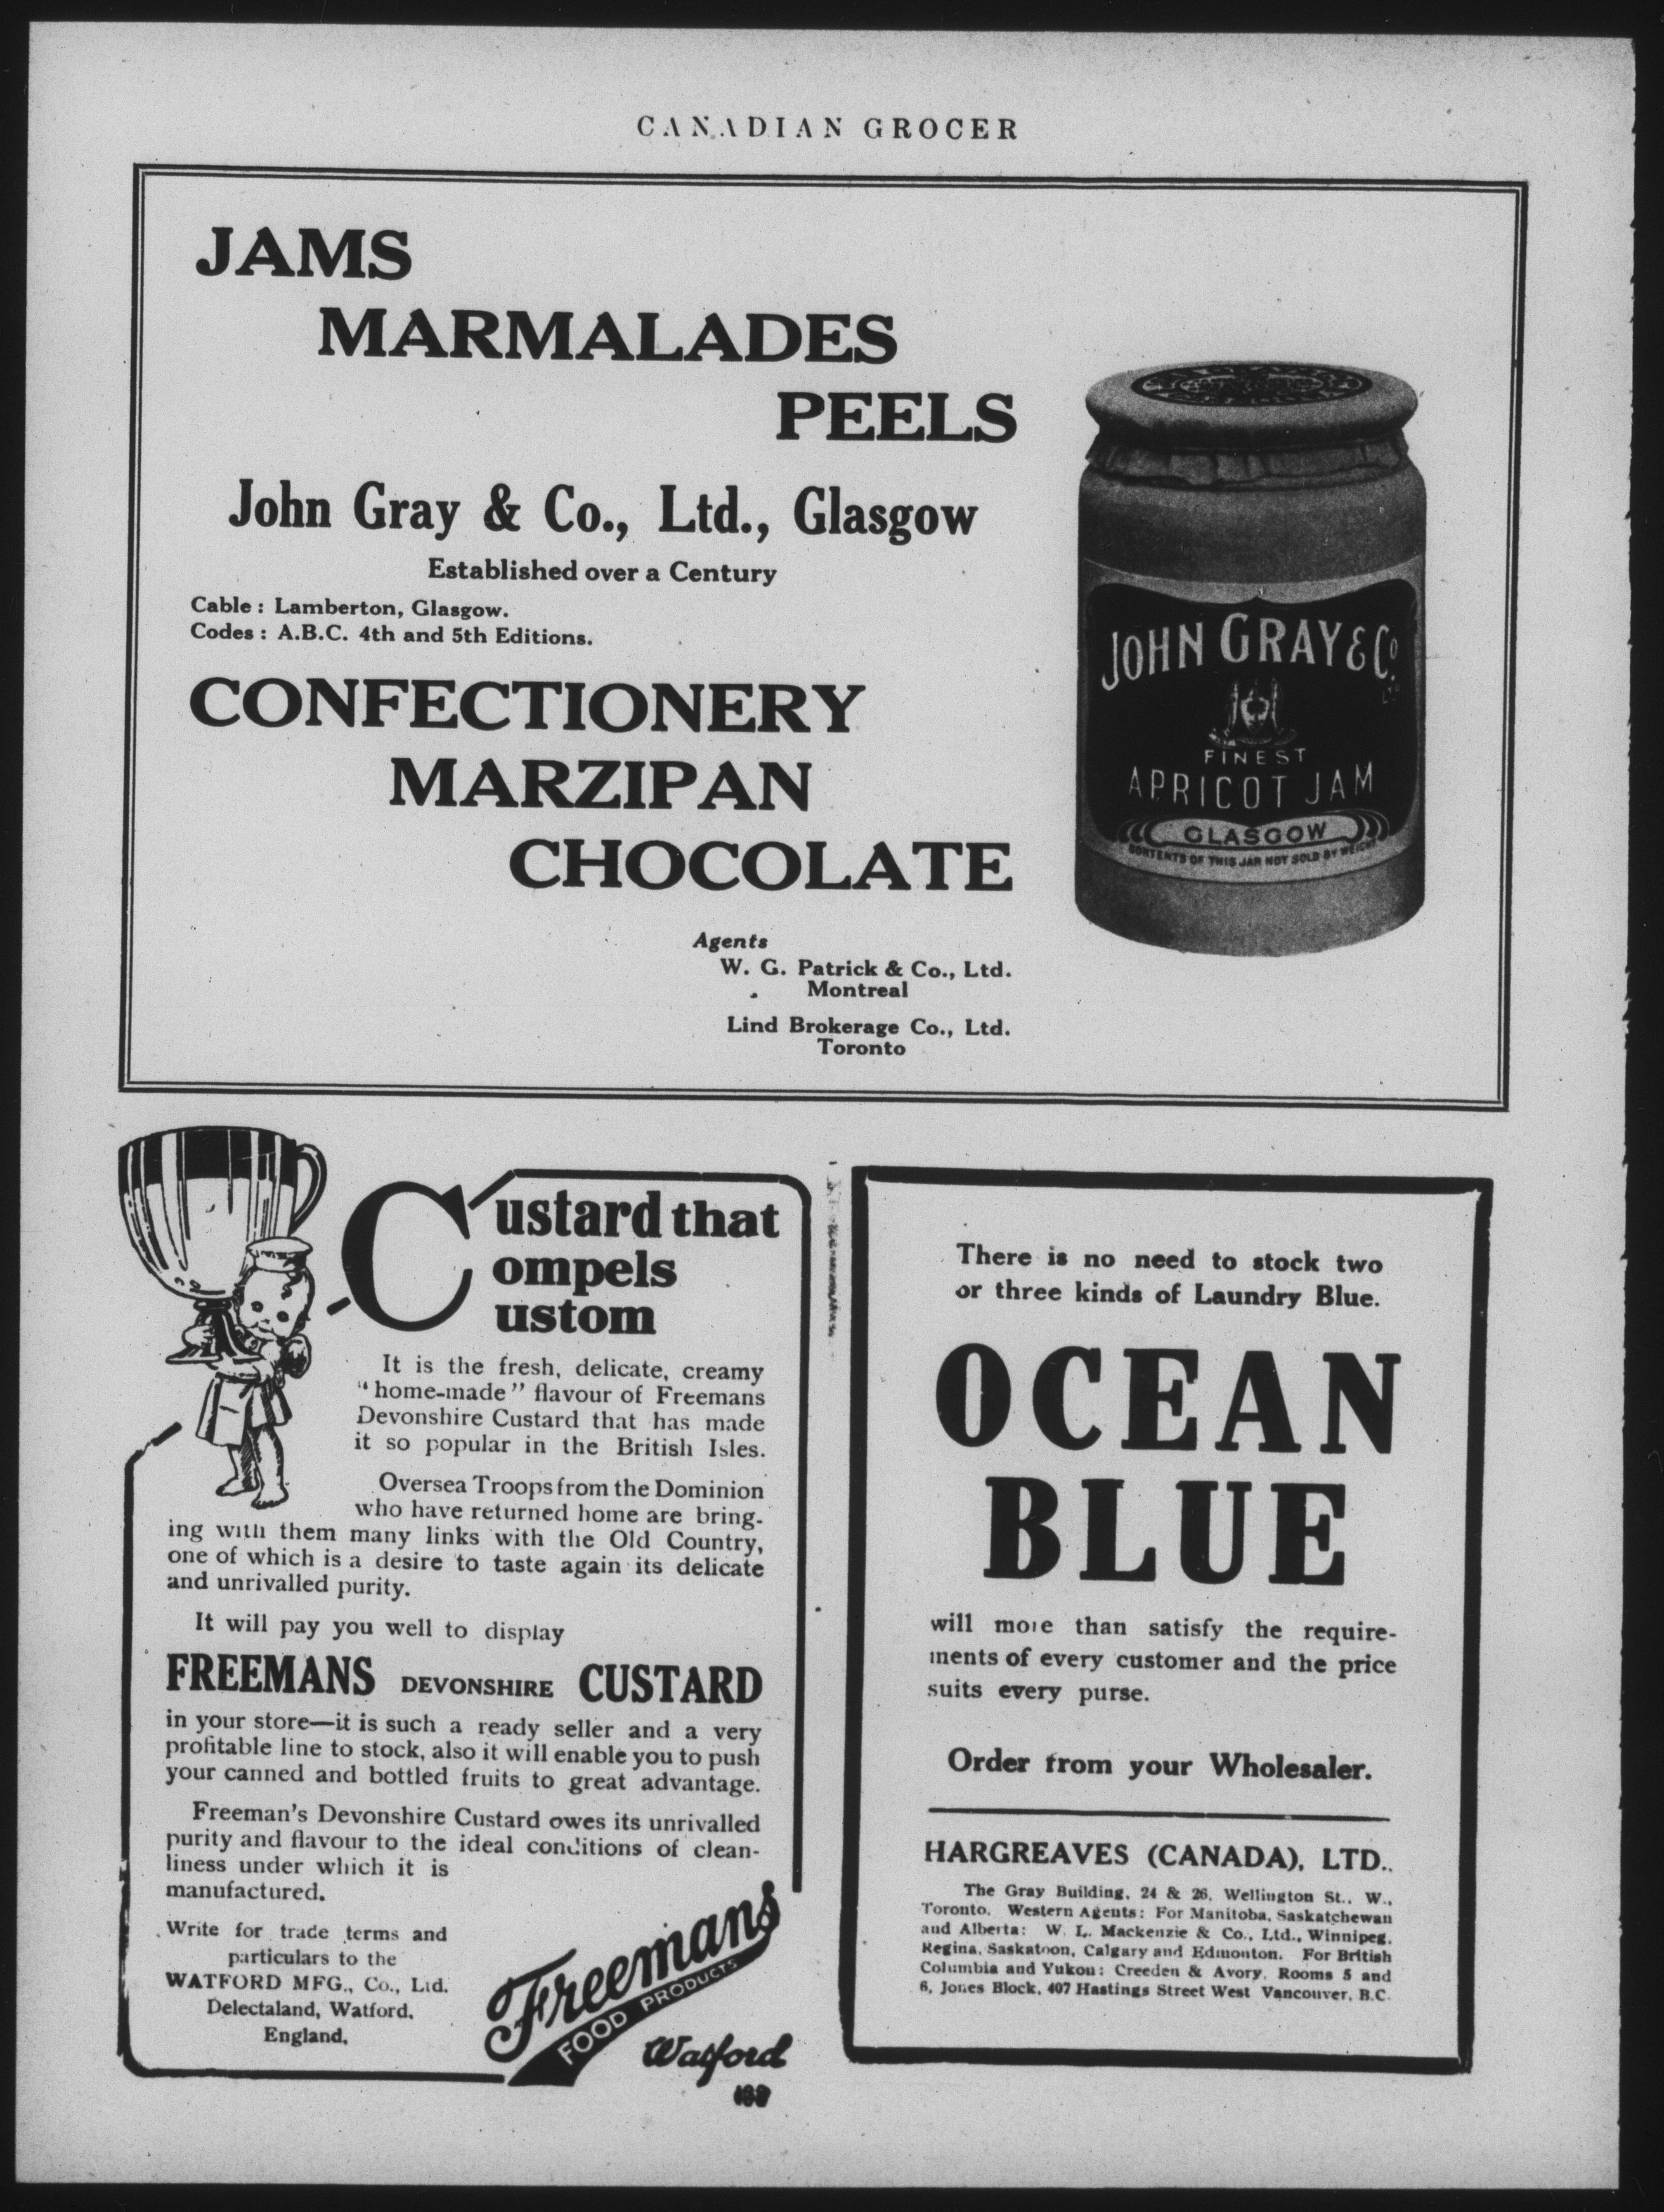 CANADIAN GROCER
JAMS
MARMALADES
PEELS
John Gray & Co., Ltd., Glasgow
Established over a Century
Cable : Lamberton, Glasgow.
Codes : A.B.C. 4th and 5th Editions.
CONFECTIONERY
MARZIPAN
CHOCOLATE
Agents
W. G. Patrick & Co., Ltd.
Montreal
Lind Brokerage Co., Ltd.
Toronto
JOHN GRAY & Co.
LTD
FINEST
APRICOT JAM
GLASGOW
CONTENTS OF THIS JAR NOT SOLD BY WEIGHT
Custard that
ompels
ustom
It is the fresh, delicate, creamy
"home-made" flavour of Freemans
Devonshire Custard that has made
it so popular in the British Isles.
Oversea Troops from the Dominion
who have returned home are bring-
ing with them many links with the Old Country,
one of which is a desire to taste again its delicate
and unrivalled purity.
It will pay you well to display
FREEMANS DEVONSHIRE CUSTARD
in your store—it is such a ready seller and a very
profitable line to stock, also it will enable you to push
your canned and bottled fruits to great advantage.
Freeman's Devonshire Custard owes its unrivalled
purity and flavour to the ideal conditions of clean-
liness under which it is
manufactured.
Write for trade terms and
particulars to the
WATFORD MFG., Co., Ltd.
Delectaland, Watford,
England.
Freemans
FOOD PRODUCTS
Watford
There is no need to stock two
or three kinds of Laundry Blue.
OCEAN
BLUE
will more than satisfy the require-
ments of every customer and the price
suits every purse.
Order from your Wholesaler.
HARGREAVES (CANADA), LTD.,
The Gray Building, 24 & 26, Wellington St., W.,
Toronto. Western Agents: For Manitoba, Saskatchewan
and Alberta: W. L. Mackenzie & Co., Ltd., Winnipeg,
Regina, Saskatoon, Calgary and Edmonton. For British
Columbia and Yukon: Creeden & Avory, Rooms 5 and
6, Jones Block, 407 Hastings Street West Vancouver, B.C.